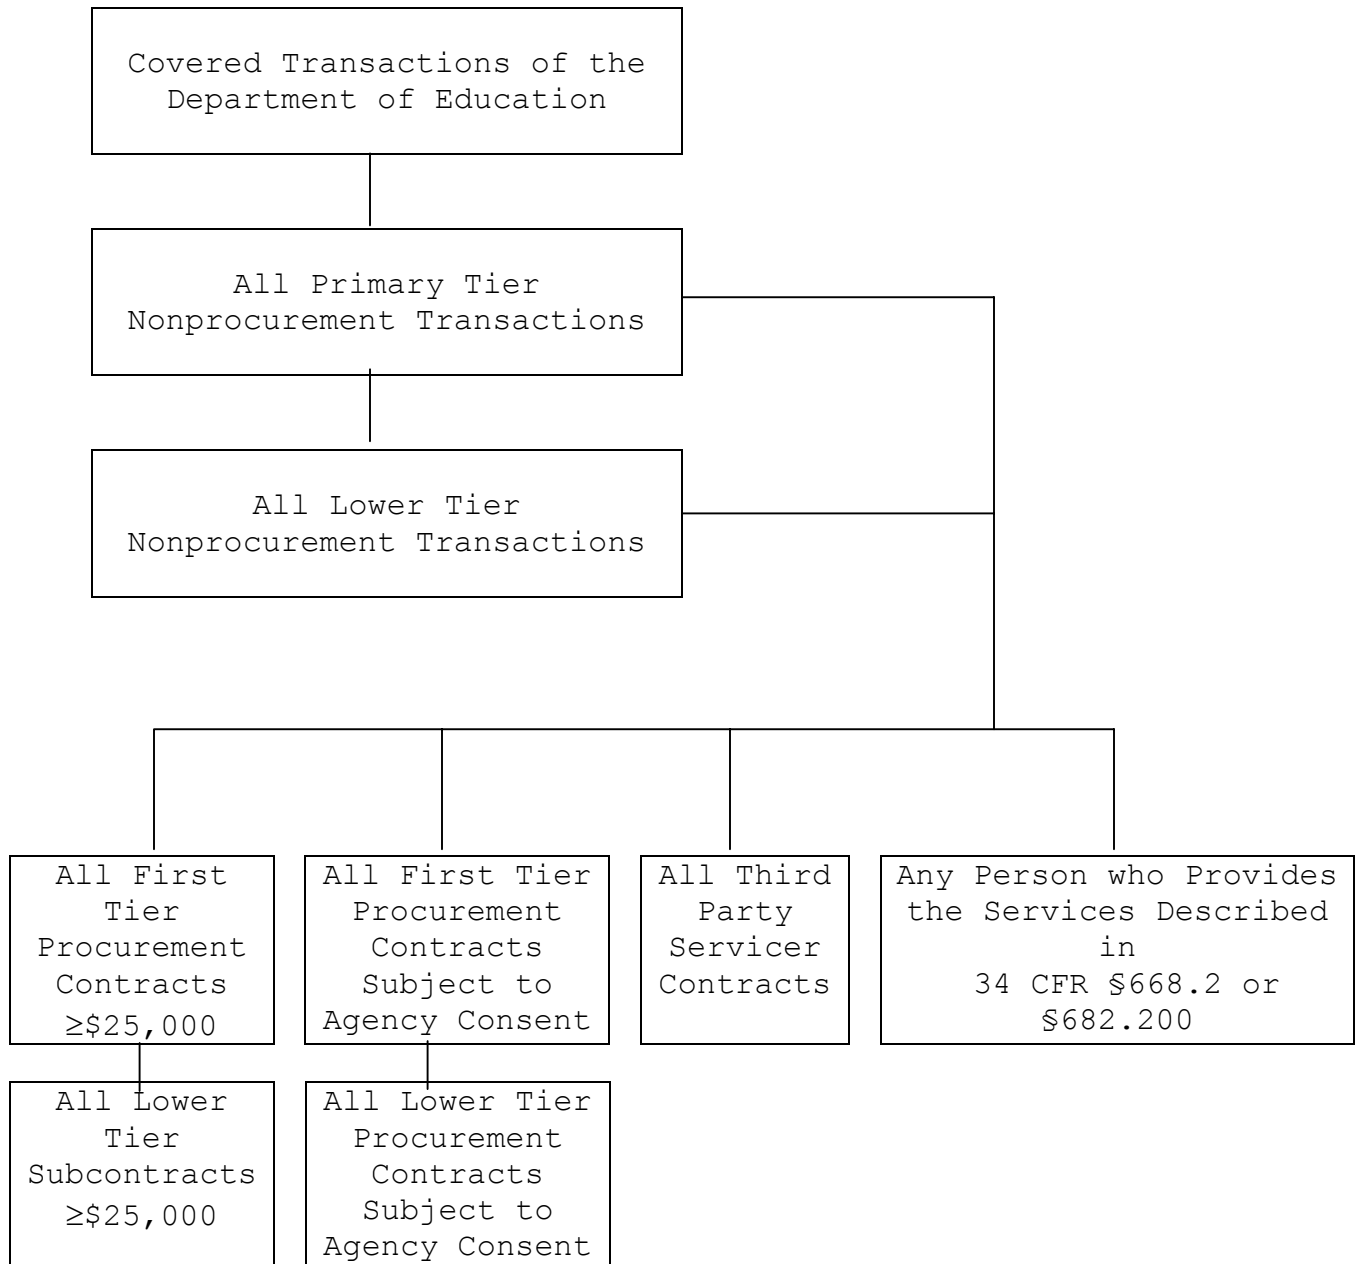 Covered Transactions of the
Department of Education
All Primary Tier
Nonprocurement Transactions
All Lower Tier
Nonprocurement Transactions
All First
Tier
Procurement
Contracts
≥$25,000
All First Tier
Procurement
Contracts
Subject to
Agency Consent
All Third
Party
Servicer
Contracts
Any Person who Provides
the Services Described
in
34 CFR §668.2 or
§682.200
All Lower
Tier
Subcontracts
≥$25,000
All Lower Tier
Procurement
Contracts
Subject to
Agency Consent